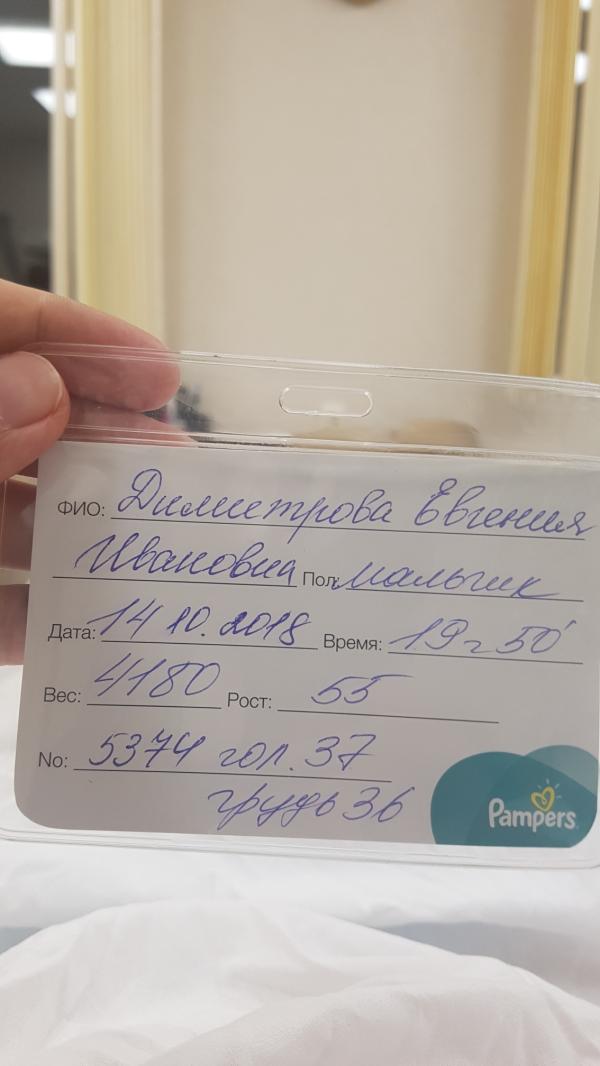 ФИО: Димитрова Евгения
Ивановна Пол: мальчик
Дата: 14 10. 2018 Время: 19ч 50'
Вес: 4180 Рост: 55
No: 5374 гол. 37
грудь 36
Pampers